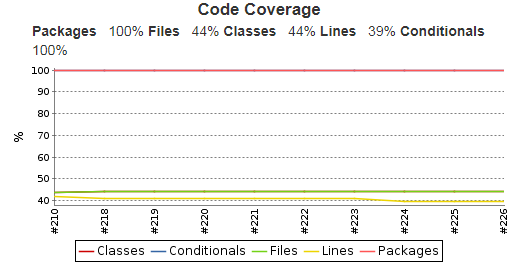 Code Coverage
Packages 100% Files 44% Classes 44% Lines 39% Conditionals
100%
100
90
80
70
60
50
40
%
#210 #218 #219 #220 #221 #222 #223 #224 #225 #226
Classes Conditionals Files Lines Packages